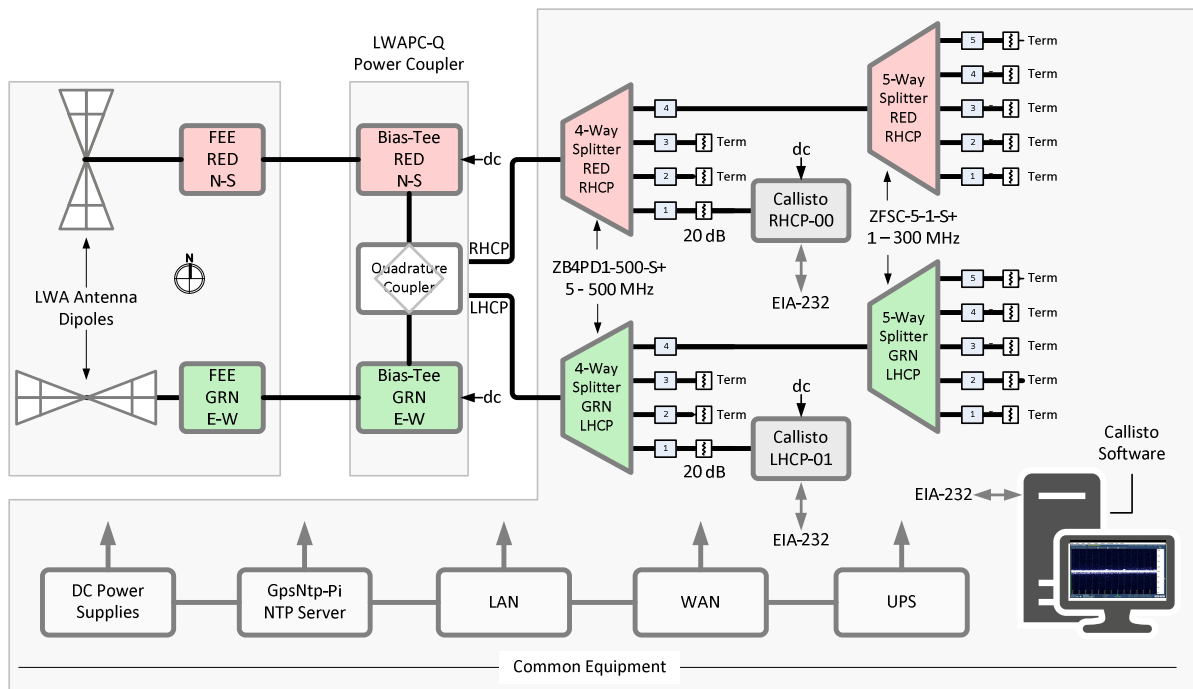 LWAPC-Q
Power Coupler
FEE
RED
N-S
Bias-Tee
RED
N-S
dc
N
LWA Antenna
Dipoles
Quadrature
Coupler
RHCP
LHCP
FEE
GRN
E-W
Bias-Tee
GRN
E-W
dc
4-Way
Splitter
RED
RHCP
4
3
Term
2
Term
1
20 dB
dc
Callisto
RHCP-00
EIA-232
5-Way
Splitter
RED
RHCP
5
Term
4
Term
3
Term
2
Term
1
Term
ZB4PD1-500-S+
5 - 500 MHz
ZFSC-5-1-S+
1 – 300 MHz
4-Way
Splitter
GRN
LHCP
4
3
Term
2
Term
1
20 dB
dc
Callisto
LHCP-01
EIA-232
5-Way
Splitter
GRN
LHCP
5
Term
4
Term
3
Term
2
Term
1
Term
Callisto
Software
EIA-232
DC Power
Supplies
GpsNtp-Pi
NTP Server
LAN
WAN
UPS
Common Equipment